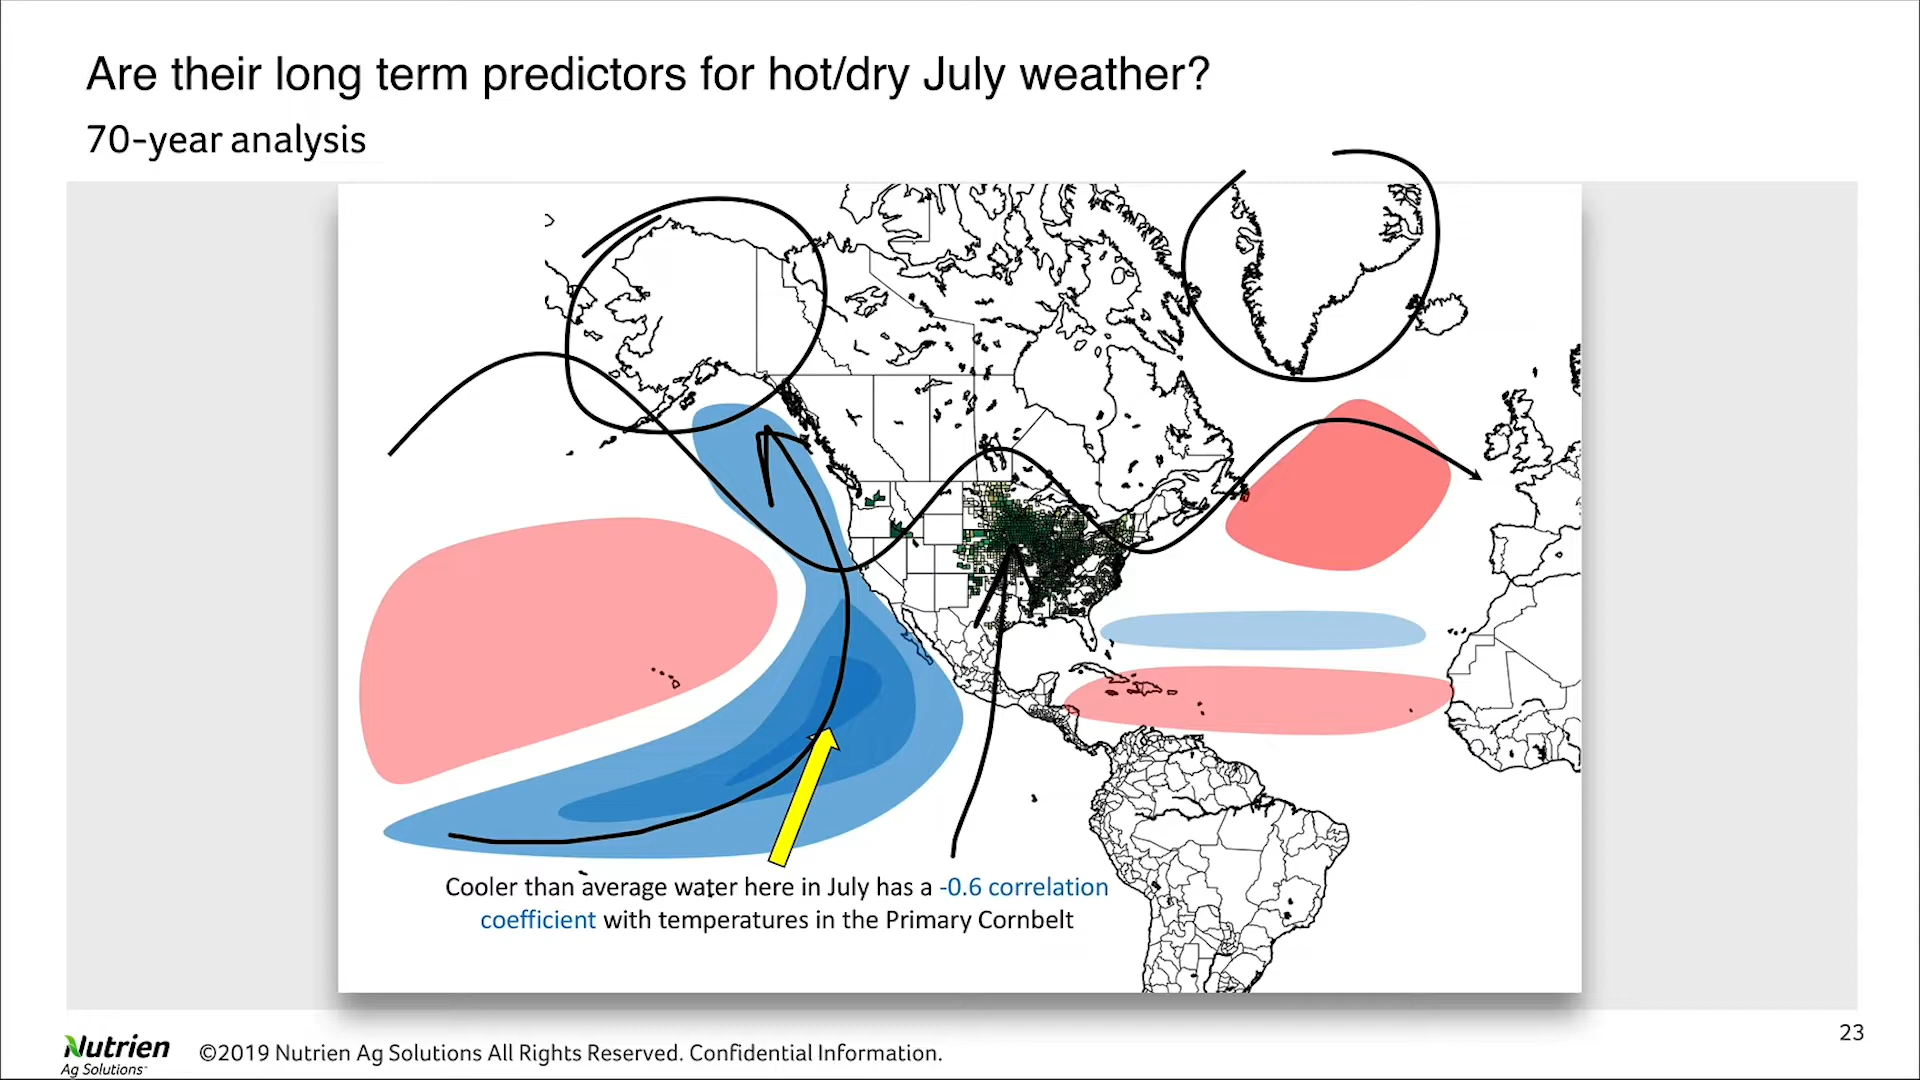 Are their long term predictors for hot/dry July weather?
70-year analysis
Cooler than average water here in July has a -0.6 correlation
coefficient with temperatures in the Primary Cornbelt
23
Nutrien
Ag Solutions
©2019 Nutrien Ag Solutions All Rights Reserved. Confidential Information.